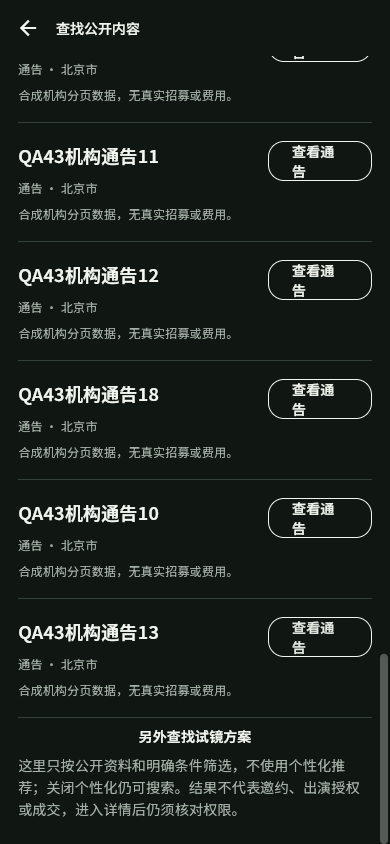 查找公开内容
通告 · 北京市
合成机构分页数据，无真实招募或费用。
QA43机构通告11
查看通
告
通告 · 北京市
合成机构分页数据，无真实招募或费用。
QA43机构通告12
查看通
告
通告 · 北京市
合成机构分页数据，无真实招募或费用。
QA43机构通告18
查看通
告
通告 · 北京市
合成机构分页数据，无真实招募或费用。
QA43机构通告10
查看通
告
通告 · 北京市
合成机构分页数据，无真实招募或费用。
QA43机构通告13
查看通
告
通告 · 北京市
合成机构分页数据，无真实招募或费用。
另外查找试镜方案
这里只按公开资料和明确条件筛选，不使用个性化推
荐；关闭个性化仍可搜索。结果不代表邀约、出演授权
或成交，进入详情后仍须核对权限。